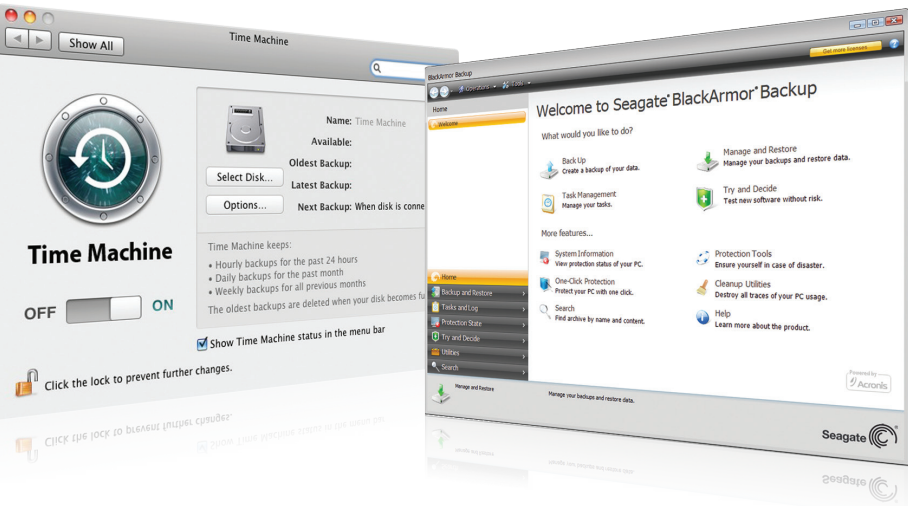 Time Machine
Show All
Name: Time Machine
Available:
Oldest Backup:
Select Disk...
Latest Backup:
Options...
Next Backup: When disk is conne
Time Machine
Time Machine keeps:
• Hourly backups for the past 24 hours
• Daily backups for the past month
• Weekly backups for all previous months
The oldest backups are deleted when your disk becomes fu
OFF
ON
Show Time Machine status in the menu bar
Click the lock to prevent further changes.
BlackArmor Backup
Get more licenses
Operations
Tools
Home
Welcome
Welcome to Seagate® BlackArmor® Backup
What would you like to do?
Back Up
Create a backup of your data.
Manage and Restore
Manage your backups and restore data.
Task Management
Manage your tasks.
Try and Decide
Test new software without risk.
More features...
System Information
View protection status of your PC.
Protection Tools
Ensure yourself in case of disaster.
One-Click Protection
Protect your PC with one click.
Cleanup Utilities
Destroy all traces of your PC usage.
Search
Find archive by name and content.
Help
Learn more about the product.
Home
Backup and Restore
Tasks and Log
Protection State
Try and Decide
Utilities
Search
Powered by
Acronis
Manage and Restore
Manage your backups and restore data.
Seagate